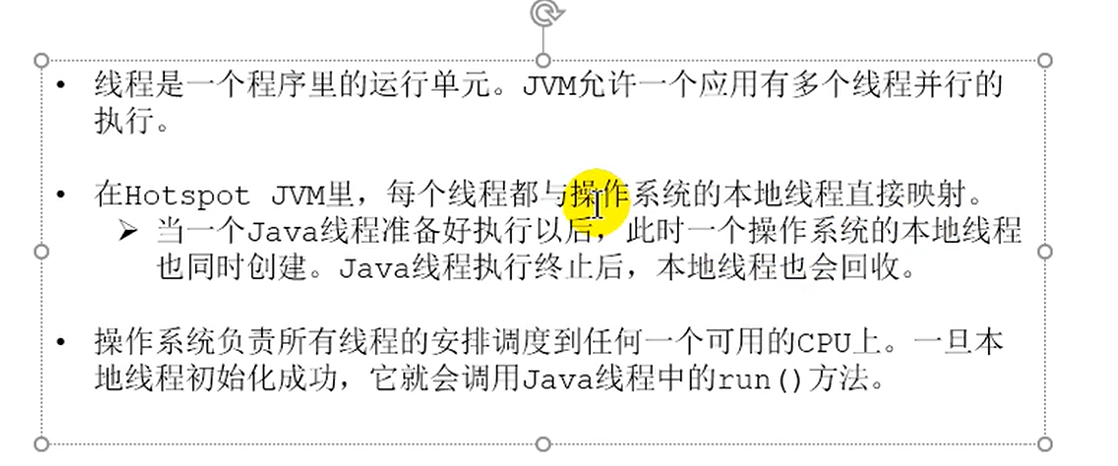 • 线程是一个程序里的运行单元。JVM允许一个应用有多个线程并行的
执行。
• 在Hotspot JVM里，每个线程都与操作系统的本地线程直接映射。
➢ 当一个Java线程准备好执行以后，此时一个操作系统的本地线程
也同时创建。Java线程执行终止后，本地线程也会回收。
• 操作系统负责所有线程的安排调度到任何一个可用的CPU上。一旦本
地线程初始化成功，它就会调用Java线程中的run()方法。